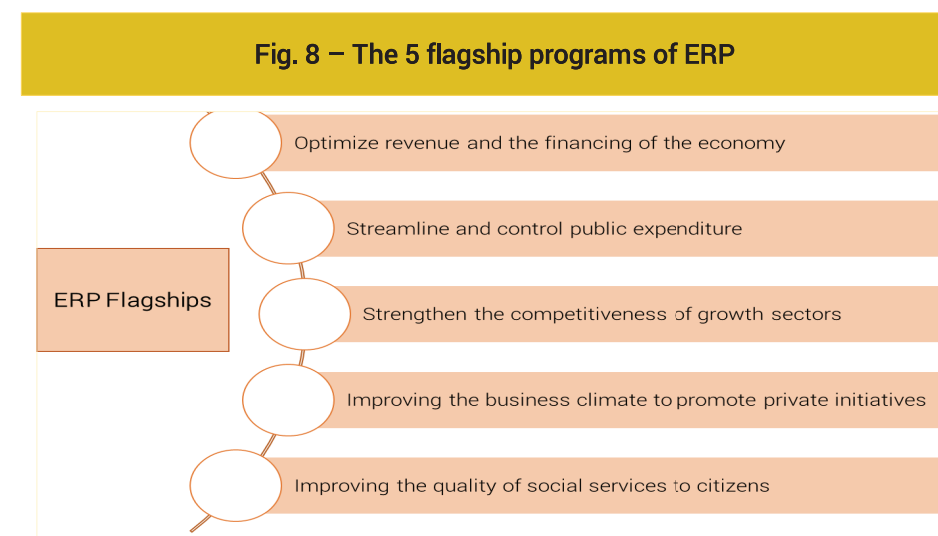 Fig. 8 – The 5 flagship programs of ERP
Optimize revenue and the financing of the economy
Streamline and control public expenditure
ERP Flagships
Strengthen the competitiveness of growth sectors
Improving the business climate to promote private initiatives
Improving the quality of social services to citizens